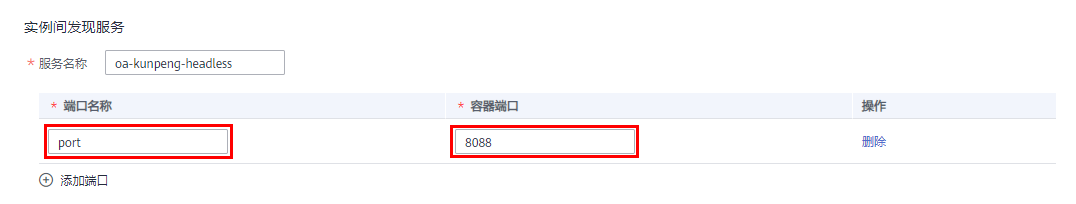 实例间发现服务
* 服务名称 oa-kunpeng-headless
* 端口名称 * 容器端口 操作
port 8088 删除
添加端口